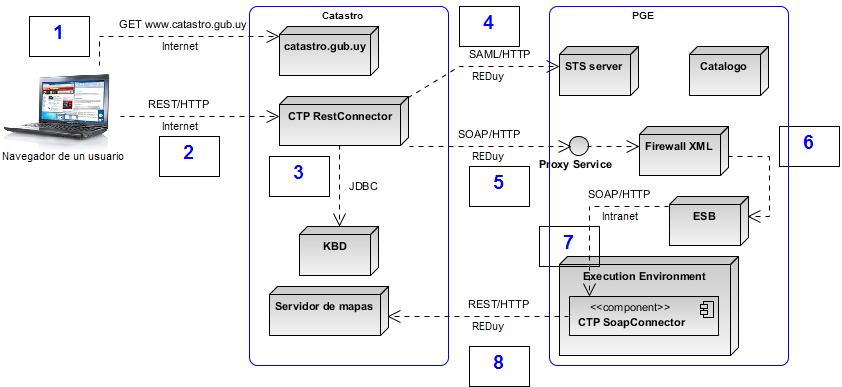 Catastro
PGE
1
GET www.catastro.gub.uy
Internet
catastro.gub.uy
4
SAML/HTTP
REDuy
STS server
Catalogo
Navegador de un usuario
REST/HTTP
Internet
2
CTP RestConnector
SOAP/HTTP
REDuy
5
Proxy Service
Firewall XML
6
3
JDBC
SOAP/HTTP
Intranet
ESB
KBD
7
Execution Environment
Servidor de mapas
REST/HTTP
REDuy
<<component>>
CTP SoapConnector
8